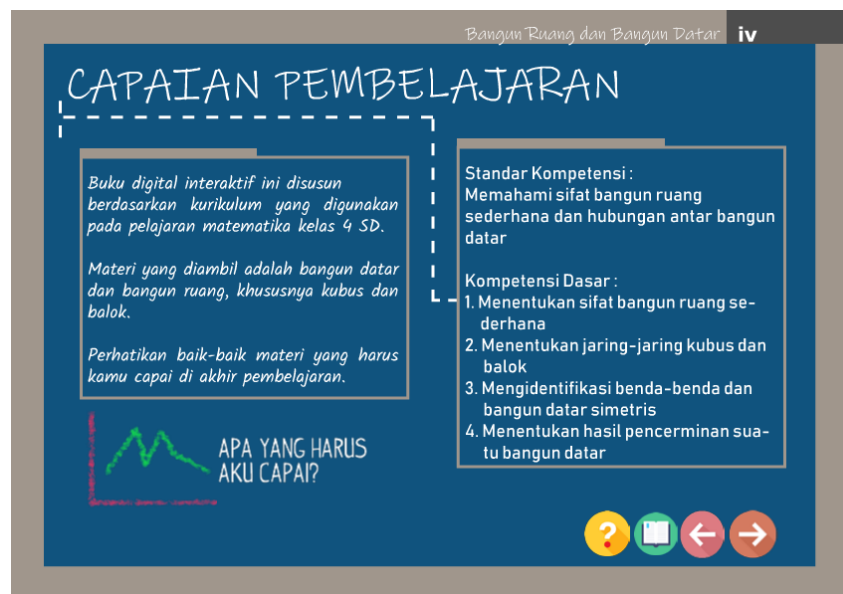 Bangun Ruang dan Bangun Datar iv
CAPAIAN PEMBELAJARAN
Buku digital interaktif ini disusun
berdasarkan kurikulum yang digunakan
pada pelajaran matematika kelas 4 SD.
Materi yang diambil adalah bangun datar
dan bangun ruang, khususnya kubus dan
balok.
Perhatikan baik-baik materi yang harus
kamu capai di akhir pembelajaran.
APA YANG HARUS
AKU CAPAI?
Standar Kompetensi :
Memahami sifat bangun ruang
sederhana dan hubungan antar bangun
datar
Kompetensi Dasar :
1. Menentukan sifat bangun ruang se-
derhana
2. Menentukan jaring-jaring kubus dan
balok
3. Mengidentifikasi benda-benda dan
bangun datar simetris
4. Menentukan hasil pencerminan sua-
tu bangun datar
?